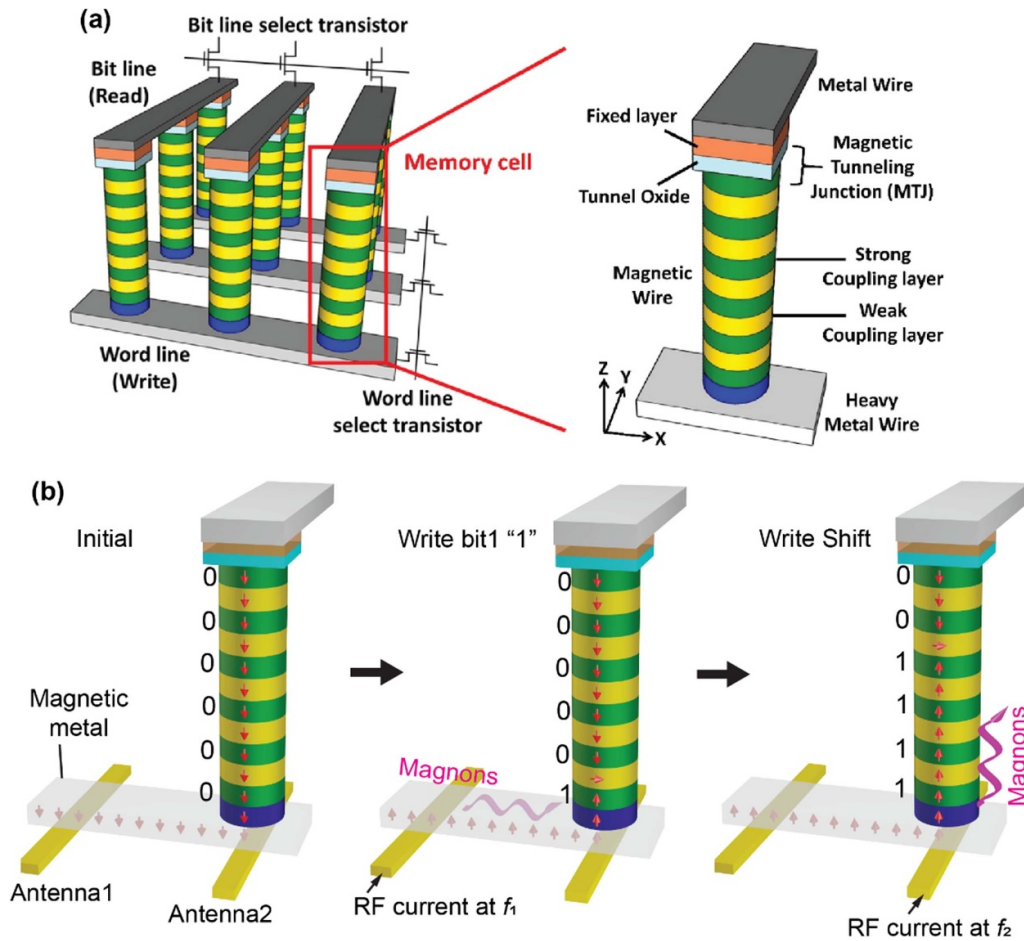 (a)
Bit line select transistor
Bit line
(Read)
Memory cell
Word line
(Write)
Word line
select transistor
Metal Wire
Fixed layer
Magnetic
Tunneling
Junction (MTJ)
Tunnel Oxide
Magnetic
Wire
Strong
Coupling layer
Weak
Coupling layer
Z
Y
X
Heavy
Metal Wire
(b)
Initial
0
0
0
0
0
0
Magnetic
metal
Antenna1
Antenna2
Write bit1 “1”
0
0
0
0
0
1
Magnons
RF current at f₁
Write Shift
0
0
1
1
1
1
Magnons
RF current at f₂